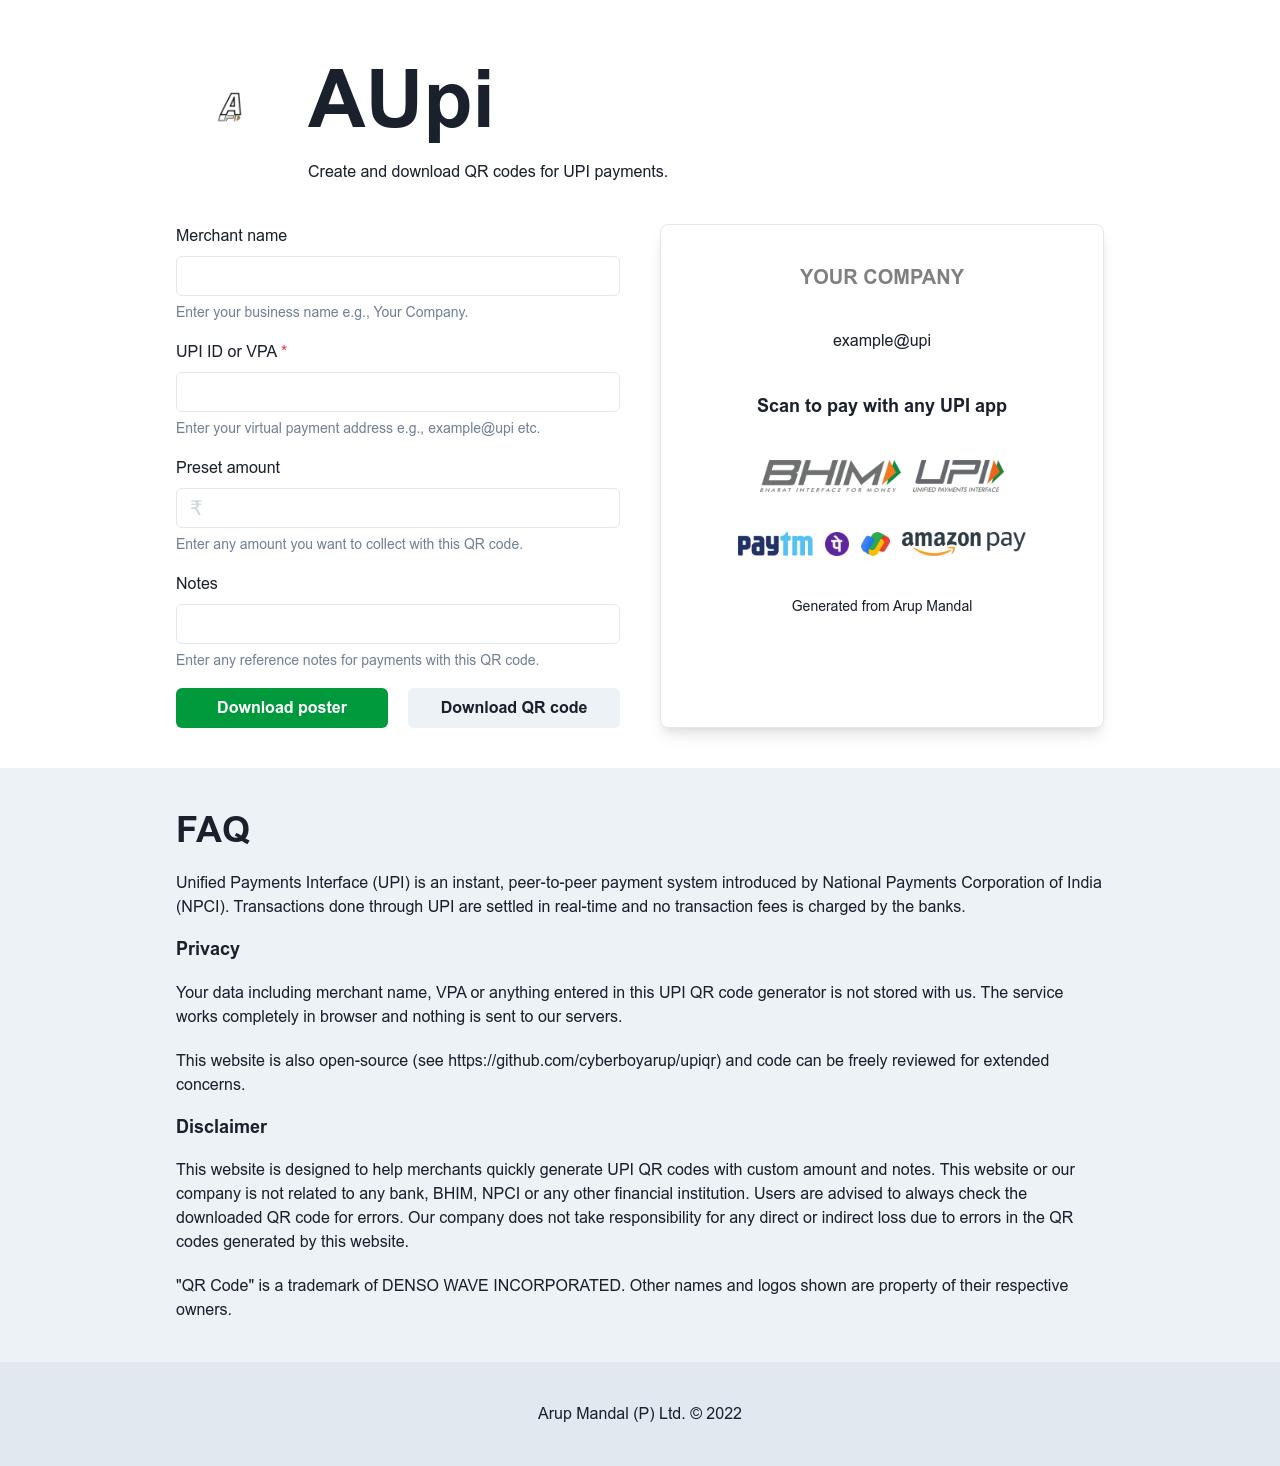 AUpi
Create and download QR codes for UPI payments.
Merchant name
Enter your business name e.g., Your Company.
UPI ID or VPA *
Enter your virtual payment address e.g., example@upi etc.
Preset amount
₹
Enter any amount you want to collect with this QR code.
Notes
Enter any reference notes for payments with this QR code.
Download poster
Download QR code
YOUR COMPANY
example@upi
Scan to pay with any UPI app
BHIM UPI
BHARAT INTERFACE FOR MONEY UNIFIED PAYMENTS INTERFACE
paytm पे amazon pay
Generated from Arup Mandal
FAQ
Unified Payments Interface (UPI) is an instant, peer-to-peer payment system introduced by National Payments Corporation of India
(NPCI). Transactions done through UPI are settled in real-time and no transaction fees is charged by the banks.
Privacy
Your data including merchant name, VPA or anything entered in this UPI QR code generator is not stored with us. The service
works completely in browser and nothing is sent to our servers.
This website is also open-source (see https://github.com/cyberboyarup/upiqr) and code can be freely reviewed for extended
concerns.
Disclaimer
This website is designed to help merchants quickly generate UPI QR codes with custom amount and notes. This website or our
company is not related to any bank, BHIM, NPCI or any other financial institution. Users are advised to always check the
downloaded QR code for errors. Our company does not take responsibility for any direct or indirect loss due to errors in the QR
codes generated by this website.
"QR Code" is a trademark of DENSO WAVE INCORPORATED. Other names and logos shown are property of their respective
owners.
Arup Mandal (P) Ltd. © 2022